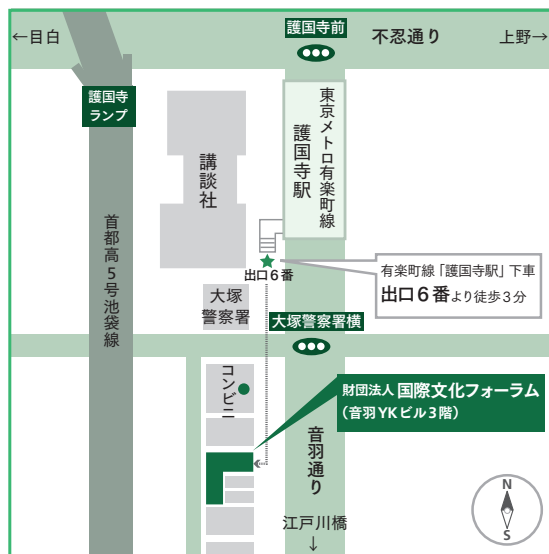 ←目白
護国寺前
不忍通り
上野→
護国寺
ランプ
講談社
東京メトロ有楽町線
護国寺駅
首都高5号池袋線
出口6番
有楽町線「護国寺駅」下車
出口6番より徒歩3分
大塚
警察署
大塚警察署横
コンビニ
財団法人 国際文化フォーラム
(音羽YKビル3階)
音羽通り
江戸川橋
↓
N
S